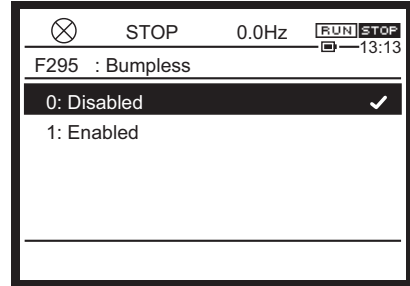 STOP 0.0Hz RUN STOP
13:13
F295 : Bumpless
0: Disabled
1: Enabled